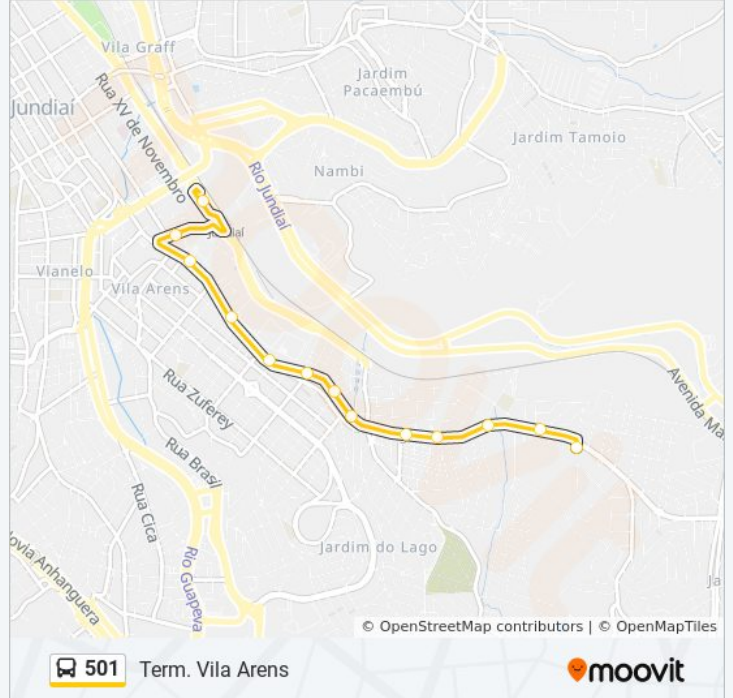 Vila Graff
Jardim
Pacaembú
Jundiaí
Rua XV de Novembro
Jardim Tamoio
Nambi
Rio Jundiaí
Vianelo
Vila Arens
Rua Zuferey
Avenida Ma
Rua Brasil
Rua Cica
Jardim do Lago
Rio Guapeva
dovia Anhanguera
Ja
© OpenStreetMap contributors | © OpenMapTiles
501 Term. Vila Arens
moovit